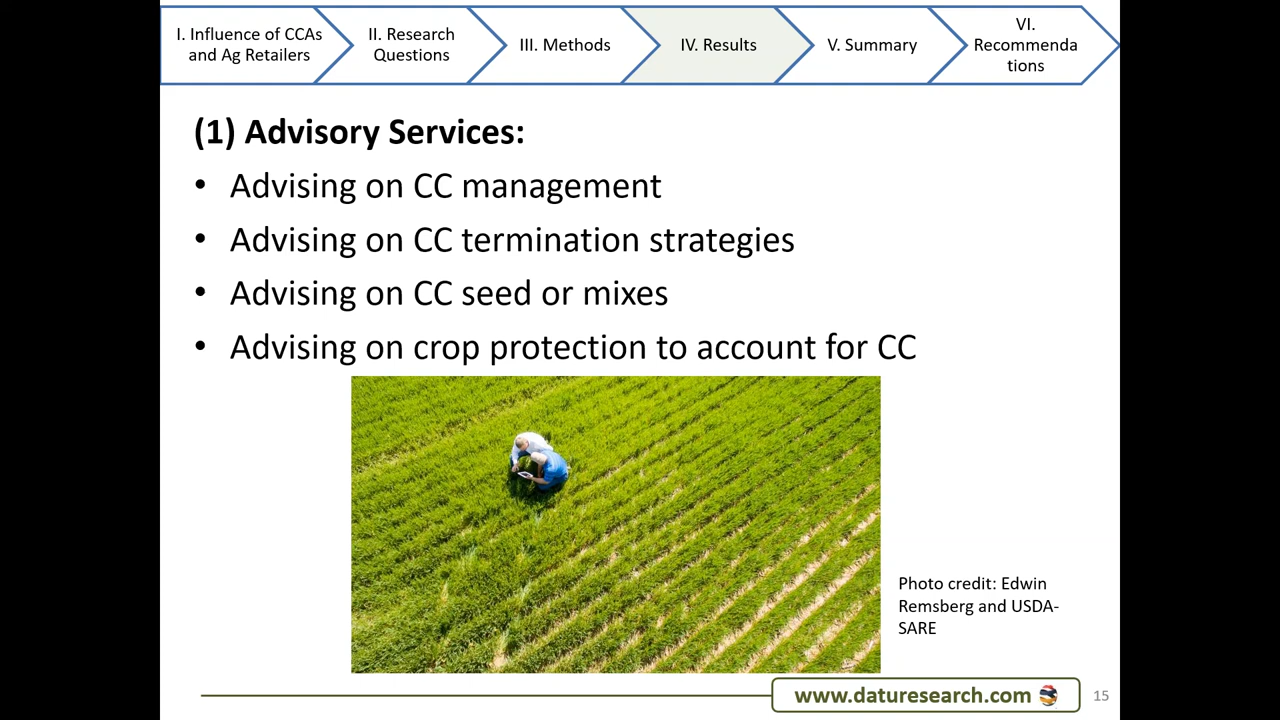 I. Influence of CCAs
and Ag Retailers
II. Research
Questions
III. Methods
IV. Results
V. Summary
VI.
Recommenda
tions
(1) Advisory Services:
• Advising on CC management
• Advising on CC termination strategies
• Advising on CC seed or mixes
• Advising on crop protection to account for CC
Photo credit: Edwin
Remsberg and USDA-
SARE
www.daturesearch.com
15